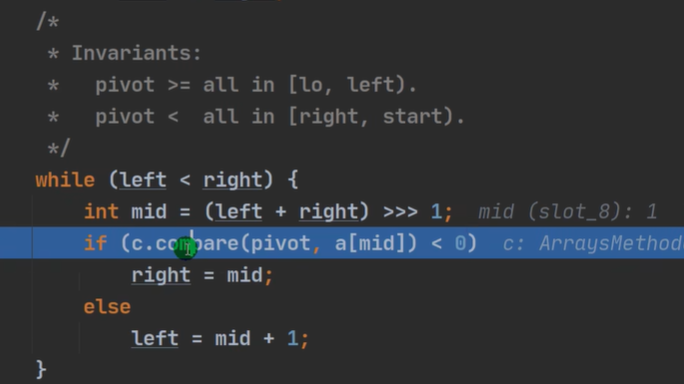 /*
* Invariants:
* pivot >= all in [lo, left).
* pivot < all in [right, start).
*/
while (left < right) {
int mid = (left + right) >>> 1; mid (slot_8): 1
if (c.compare(pivot, a[mid]) < 0) c: ArraysMethod
right = mid;
else
left = mid + 1;
}